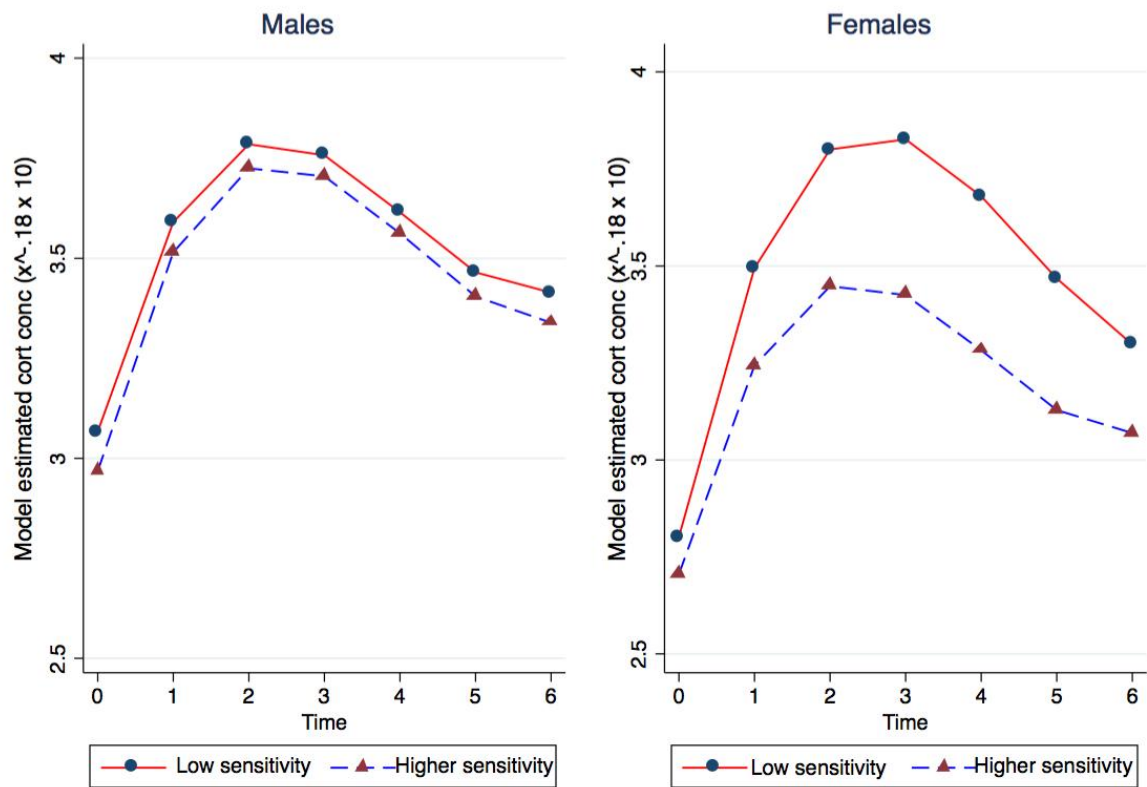 Males
Model estimated cort conc (x^-.18 x 10)
4
3.5
3
2.5
0 1 2 3 4 5 6
Time
Low sensitivity Higher sensitivity
Females
Model estimated cort conc (x^-.18 x 10)
4
3.5
3
2.5
0 1 2 3 4 5 6
Time
Low sensitivity Higher sensitivity